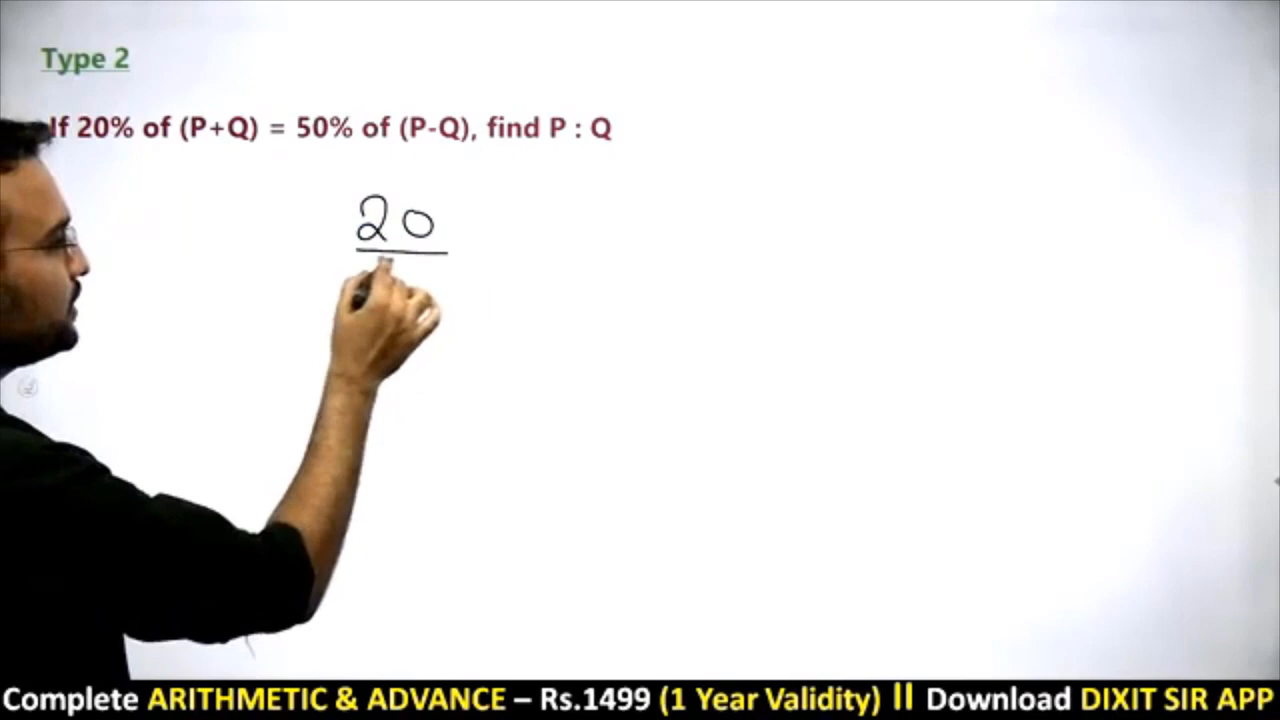 Type 2
If 20% of (P+Q) = 50% of (P-Q), find P : Q
20
Complete ARITHMETIC & ADVANCE – Rs.1499 (1 Year Validity) II Download DIXIT SIR APP